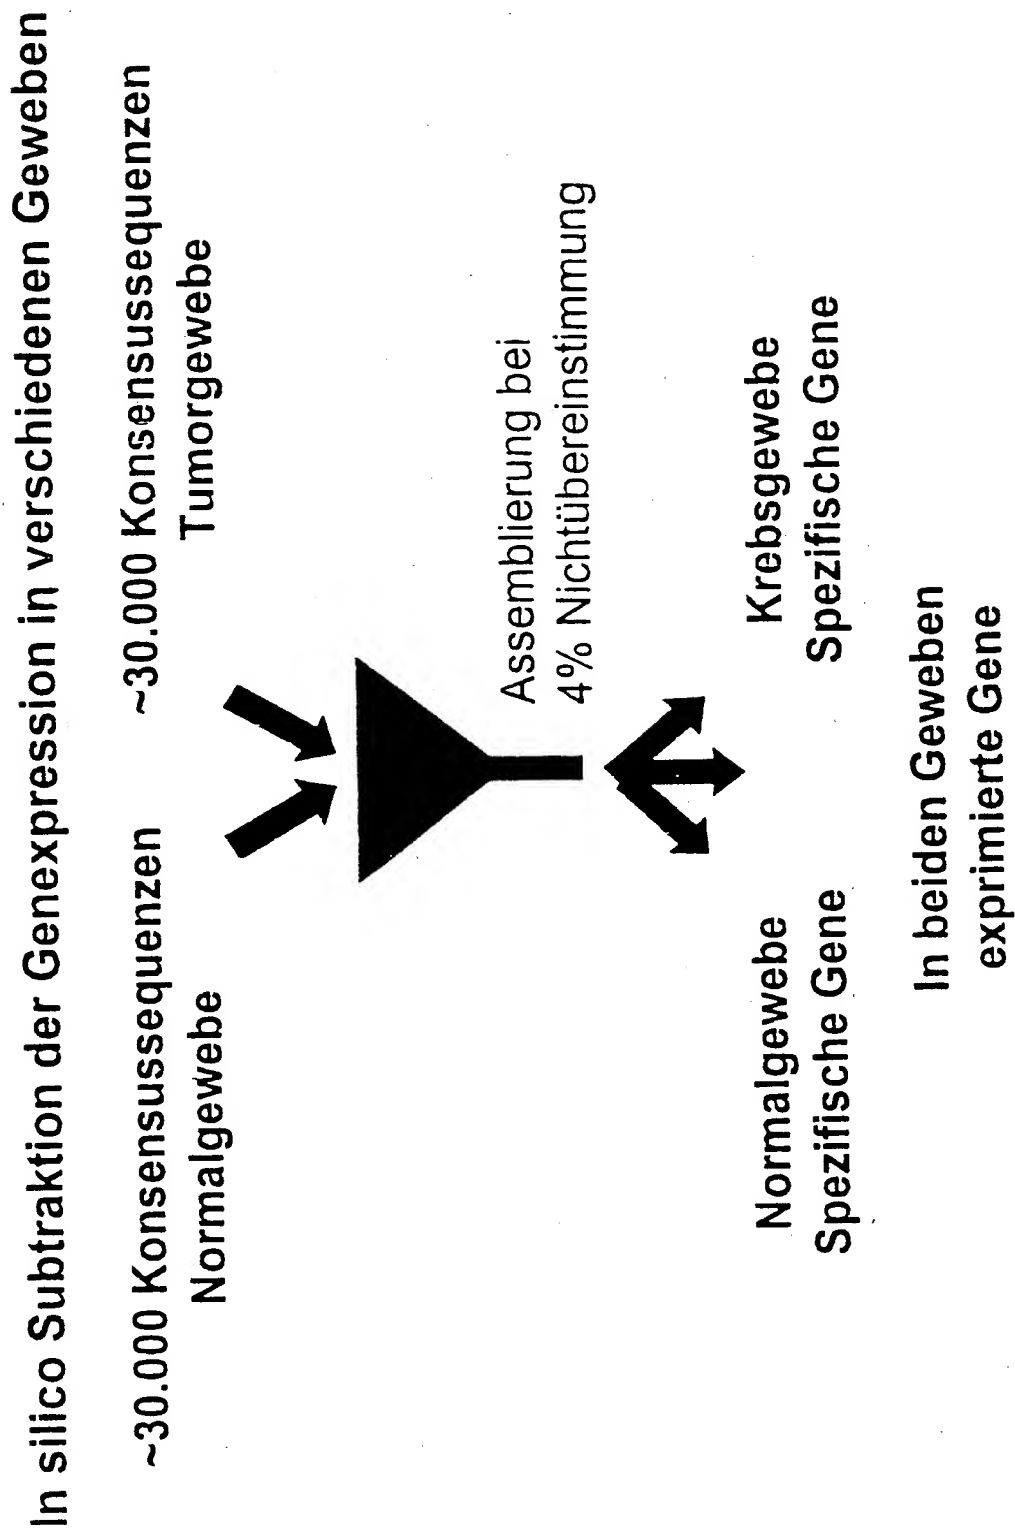 In silico Subtraktion der Genexpression in verschiedenen Geweben
~30.000 Konsensussequenzen
Normalgewebe
~30.000 Konsensussequenzen
Tumorgewebe
Assemblierung bei
4% Nichtübereinstimmung
Normalgewebe
Spezifische Gene
In beiden Geweben
exprimierte Gene
Krebsgewebe
Spezifische Gene